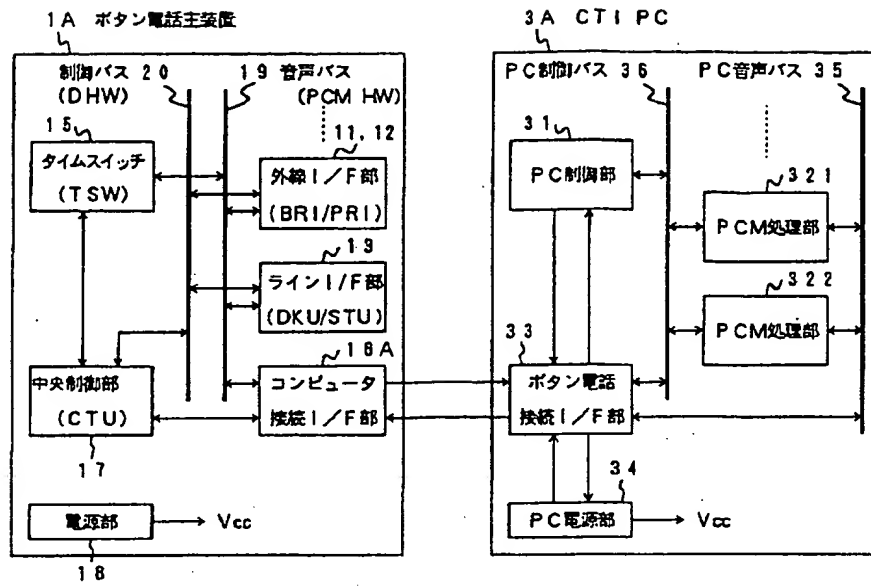 1A ボタン電話主装置
制御バス 20
(DHW)
19 音声バス
(PCM HW)
15
タイムスイッチ
(TSW)
11, 12
外線I/F部
(BRI/PRI)
13
ラインI/F部
(DKU/STU)
16A
中央制御部
(CTU)
17
コンピュータ
接続I/F部
電源部
Vcc
18
3A CTI PC
PC制御バス 36
PC音声バス 35
31
PC制御部
321
PCM処理部
322
PCM処理部
33
ボタン電話
接続I/F部
34
PC電源部
Vcc